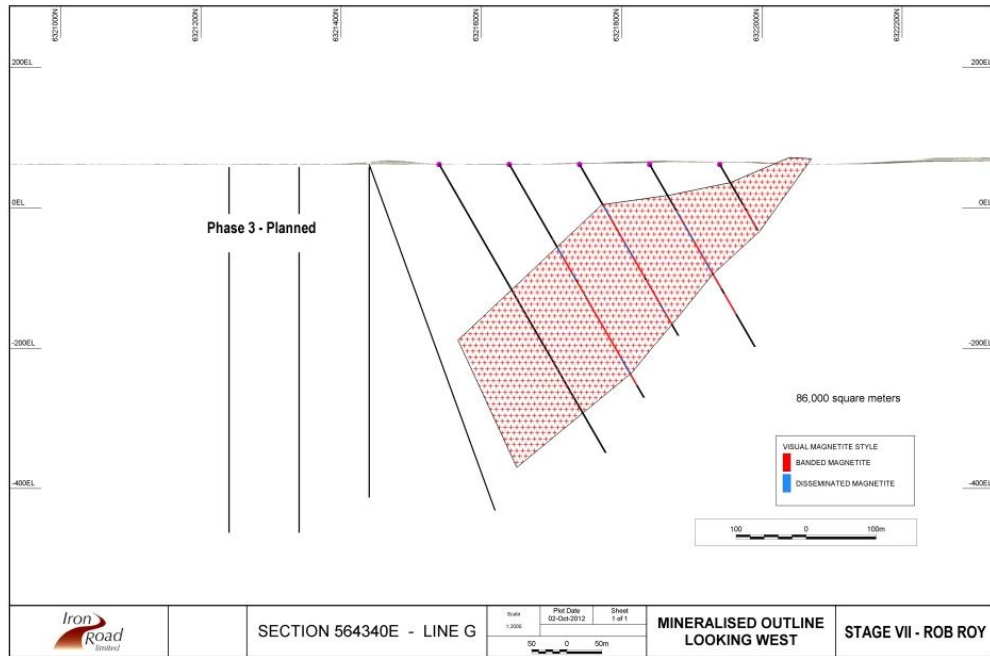 6321000N
6321200N
6321400N
6321600N
6321800N
6322000N
6322200N
200EL
200EL
0EL
0EL
Phase 3 - Planned
-200EL
-200EL
86,000 square meters
VISUAL MAGNETITE STYLE
BANDED MAGNETITE
DISSEMINATED MAGNETITE
-400EL
-400EL
100 0 100m
Iron
Road
limited
SECTION 564340E - LINE G
Scale
1:2000
Plot Date
02-Oct-2012
Sheet
1 of 1
50 0 50m
MINERALISED OUTLINE
LOOKING WEST
STAGE VII - ROB ROY